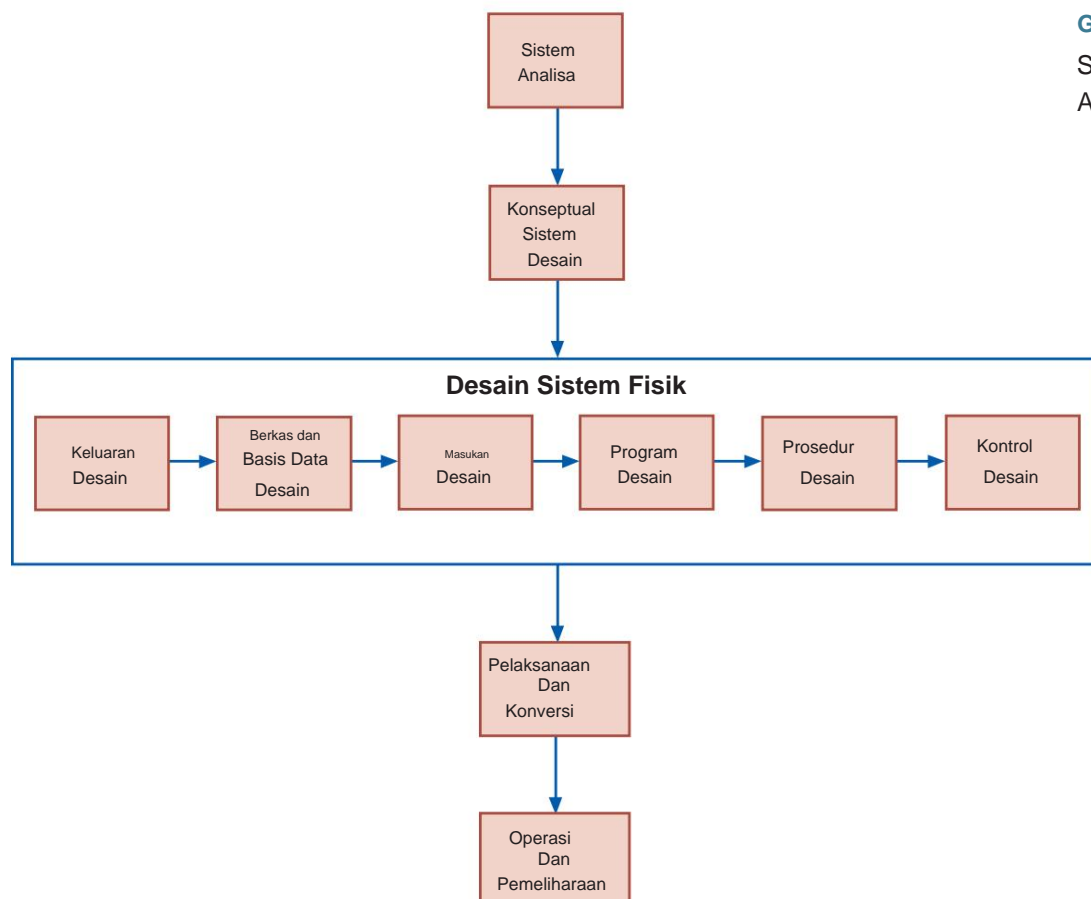 Sistem
Analisa
G
S
A
Konseptual
Sistem
Desain
Desain Sistem Fisik
Keluaran
Desain
Berkas dan
Basis Data
Desain
Masukan
Desain
Program
Desain
Prosedur
Desain
Kontrol
Desain
Pelaksanaan
Dan
Konversi
Operasi
Dan
Pemeliharaan